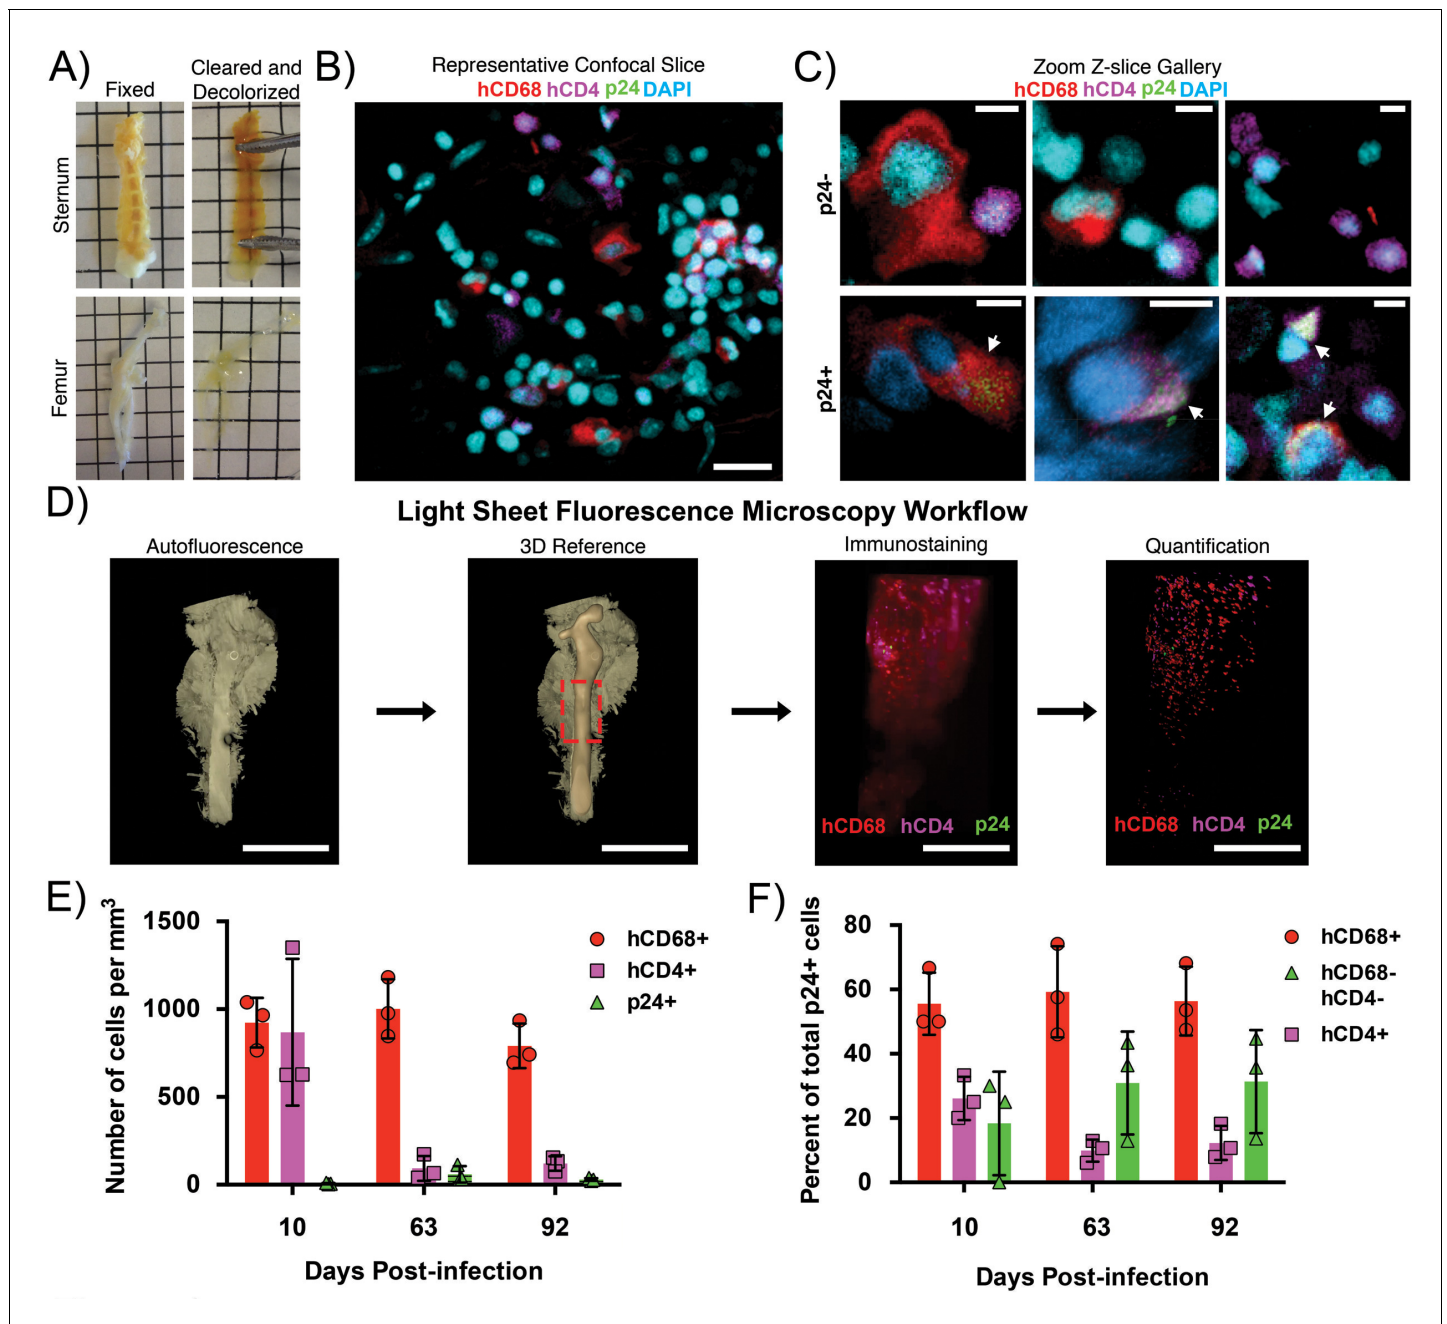 A)
Fixed
Cleared and
Decolorized
Sternum
Femur
B)
Representative Confocal Slice
hCD68 hCD4 p24 DAPI
C)
Zoom Z-slice Gallery
hCD68 hCD4 p24 DAPI
p24-
p24+
D)
Light Sheet Fluorescence Microscopy Workflow
Autofluorescence
3D Reference
Immunostaining
Quantification
hCD68 hCD4 p24
hCD68 hCD4 p24
E)
Number of cells per mm³
1500
1000
500
0
10 63 92
Days Post-infection
hCD68+
hCD4+
p24+
F)
Percent of total p24+ cells
80
60
40
20
0
10 63 92
Days Post-infection
hCD68+
hCD68-
hCD4-
hCD4+